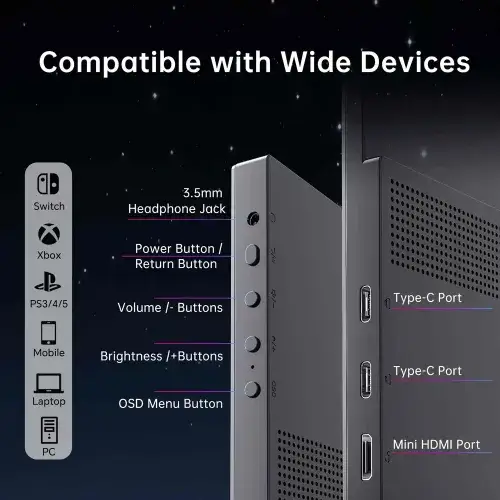 Compatible with Wide Devices
Switch
Xbox
PS3/4/5
Mobile
Laptop
PC
3.5mm
Headphone Jack
Power Button /
Return Button
Volume /- Buttons
Brightness /+Buttons
OSD Menu Button
Type-C Port
Type-C Port
Mini HDMI Port